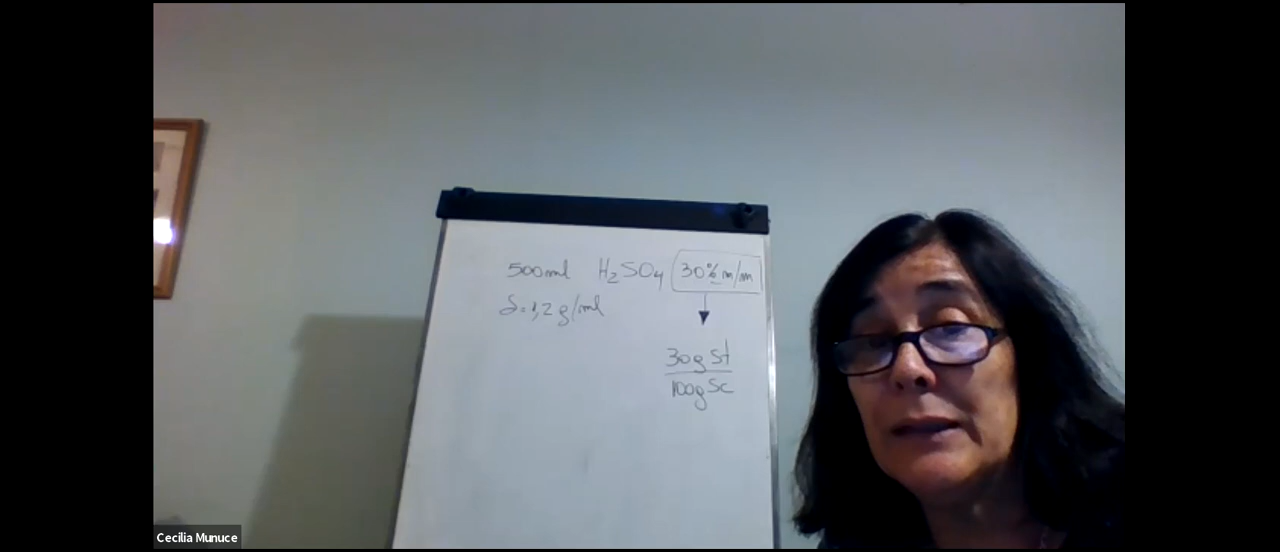 500ml H₂SO₄ 30% m/m
δ = 1,2 g/ml
30g St
100g Sc
Cecilia Munuce